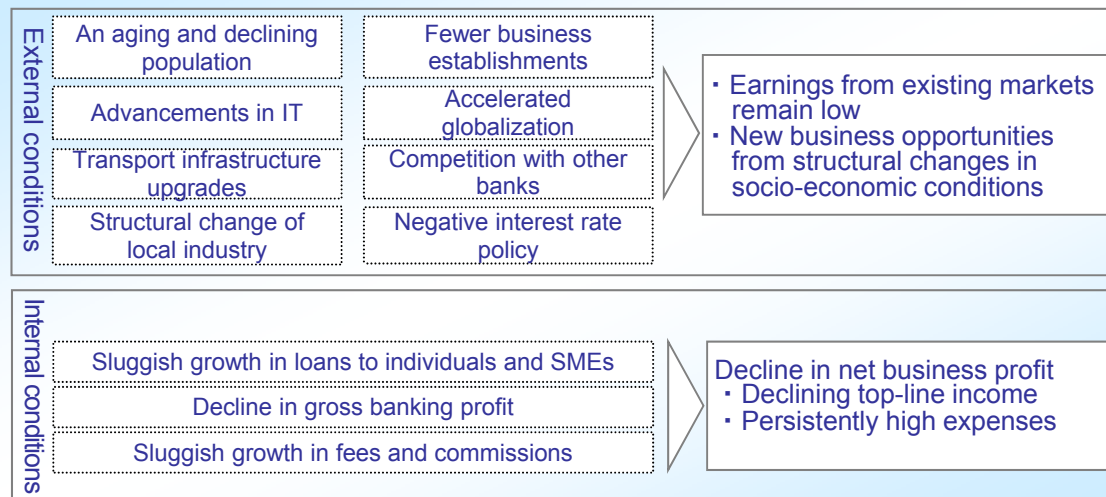 External conditions
An aging and declining
population
Fewer business
establishments
Advancements in IT
Accelerated
globalization
Transport infrastructure
upgrades
Competition with other
banks
Structural change of
local industry
Negative interest rate
policy
・Earnings from existing markets
remain low
・New business opportunities
from structural changes in
socio-economic conditions
Internal conditions
Sluggish growth in loans to individuals and SMEs
Decline in gross banking profit
Sluggish growth in fees and commissions
Decline in net business profit
・Declining top-line income
・Persistently high expenses